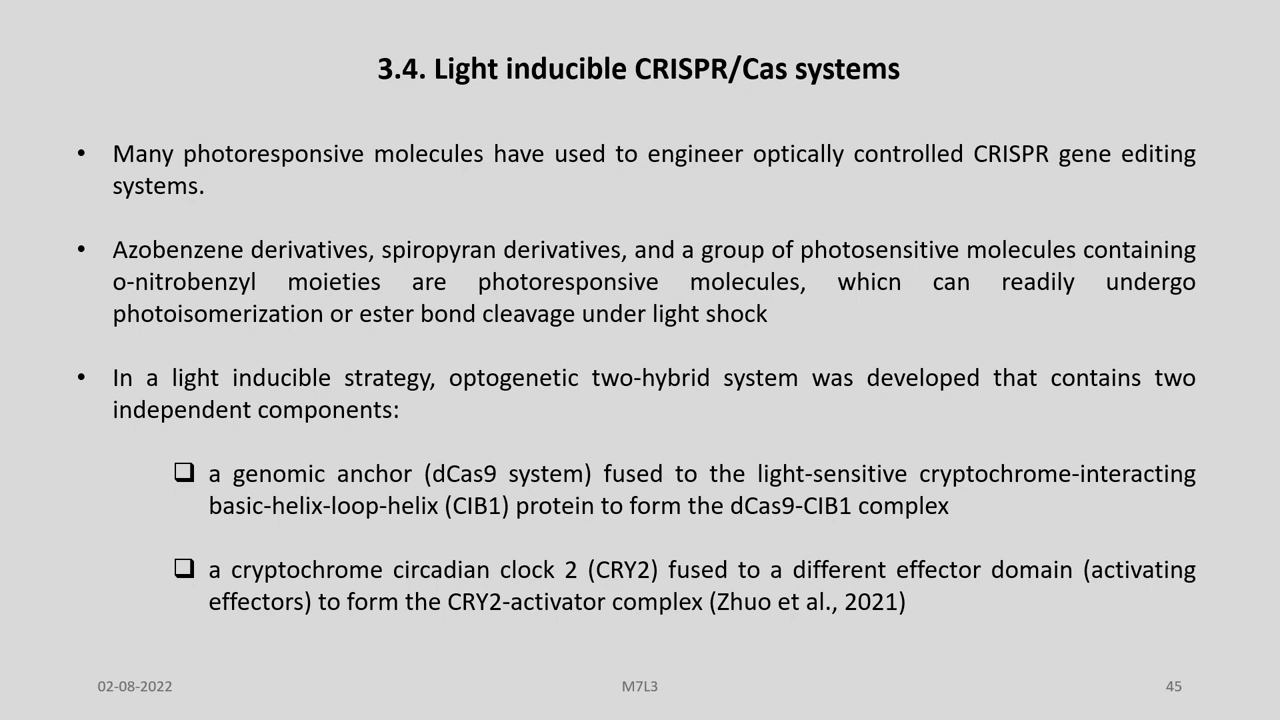 3.4. Light inducible CRISPR/Cas systems
• Many photoresponsive molecules have used to engineer optically controlled CRISPR gene editing
systems.
• Azobenzene derivatives, spiropyran derivatives, and a group of photosensitive molecules containing
o-nitrobenzyl moieties are photoresponsive molecules, whicn can readily undergo
photoisomerization or ester bond cleavage under light shock
• In a light inducible strategy, optogenetic two-hybrid system was developed that contains two
independent components:
❑ a genomic anchor (dCas9 system) fused to the light-sensitive cryptochrome-interacting
basic-helix-loop-helix (CIB1) protein to form the dCas9-CIB1 complex
❑ a cryptochrome circadian clock 2 (CRY2) fused to a different effector domain (activating
effectors) to form the CRY2-activator complex (Zhuo et al., 2021)
02-08-2022 M7L3 45